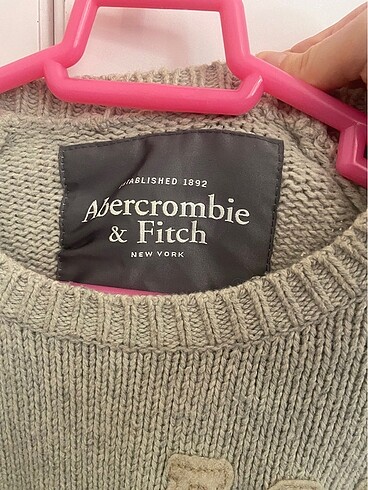 ESTABLISHED 1892
Abercrombie
& Fitch
NEW YORK